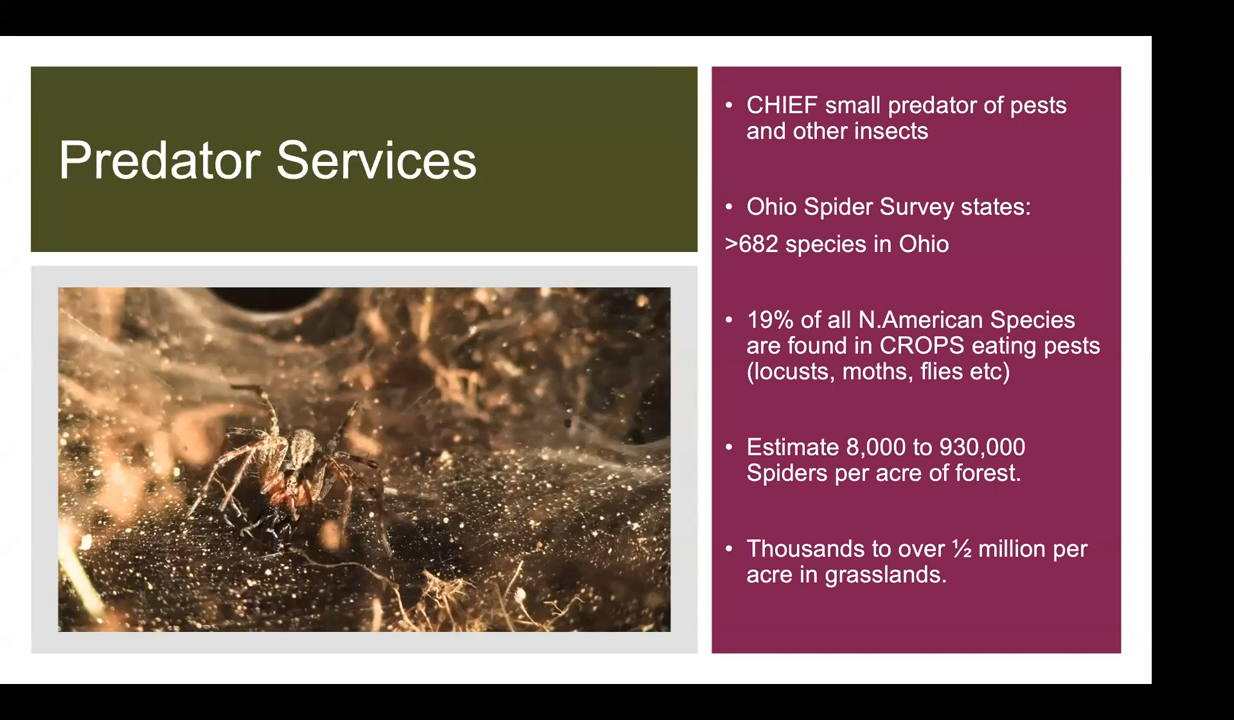 Predator Services
• CHIEF small predator of pests
and other insects
• Ohio Spider Survey states:
>682 species in Ohio
• 19% of all N.American Species
are found in CROPS eating pests
(locusts, moths, flies etc)
• Estimate 8,000 to 930,000
Spiders per acre of forest.
• Thousands to over ½ million per
acre in grasslands.